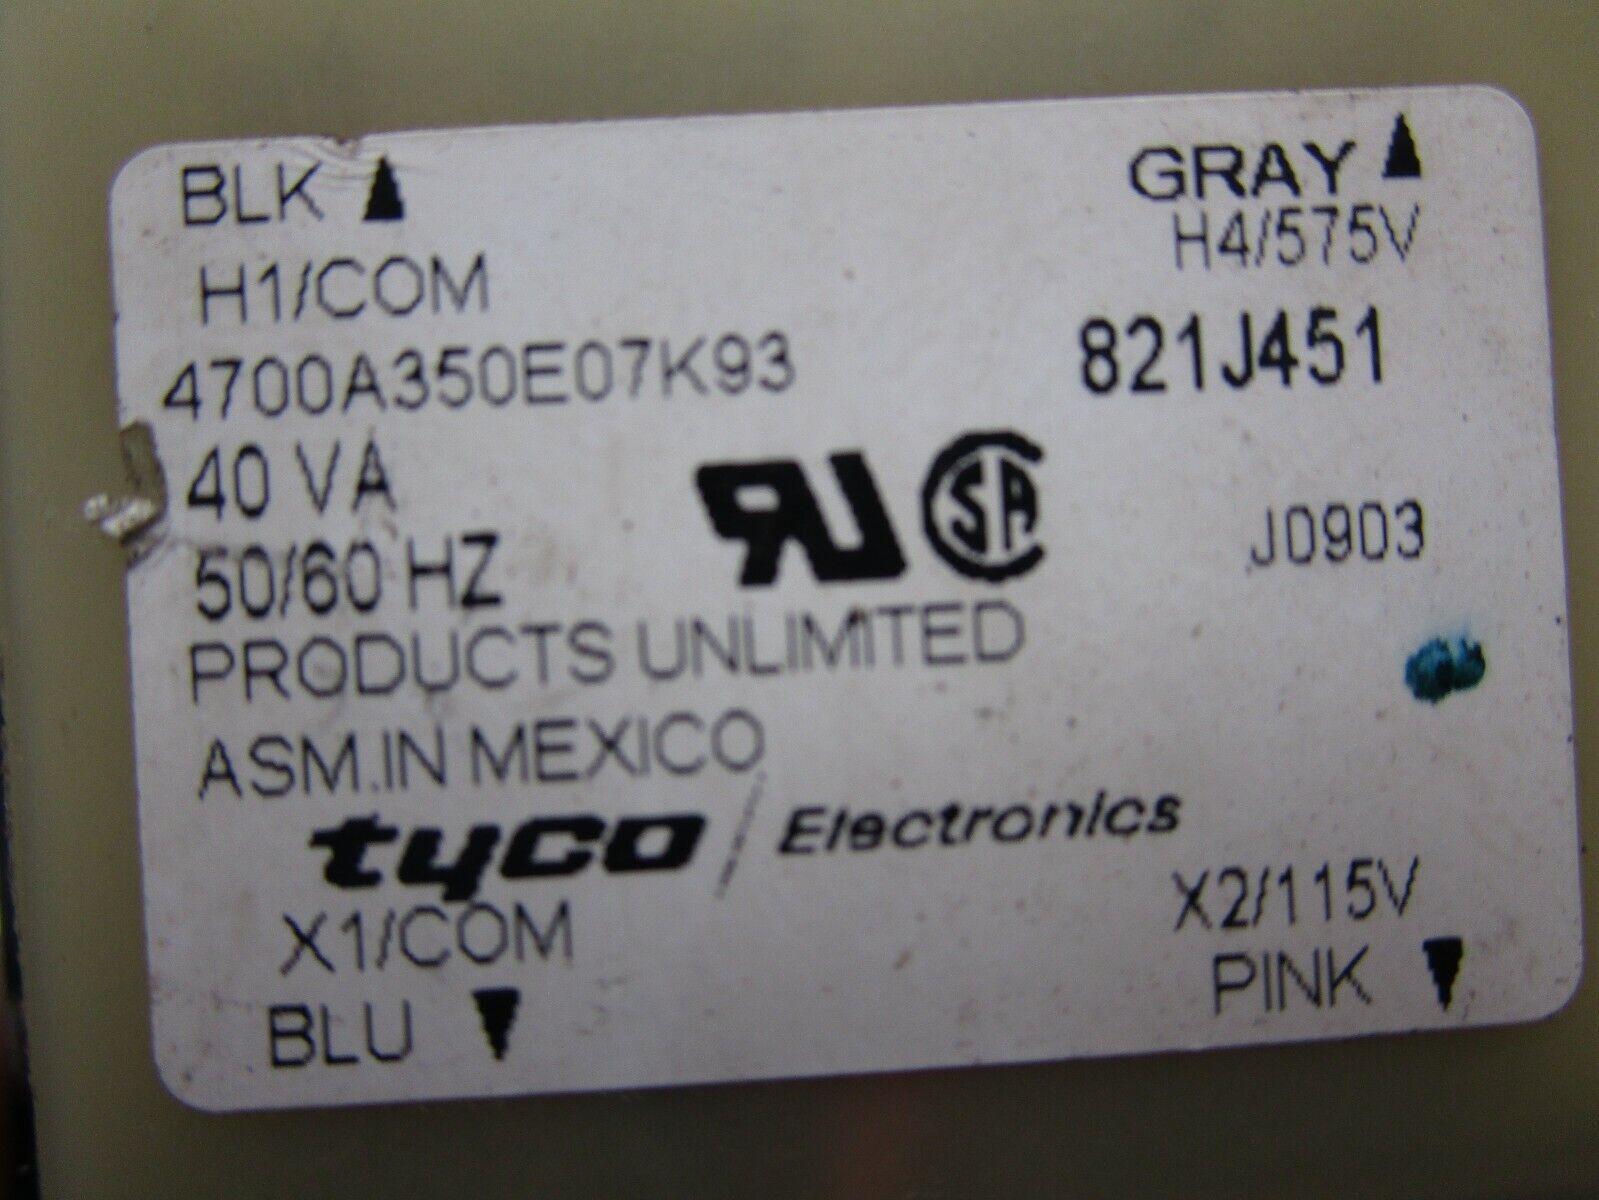 BLK GRAY
H1/COM H4/575V
4700A350E07K93 821J451
40 VA
50/60 HZ J0903
PRODUCTS UNLIMITED
ASM.IN MEXICO
tyco / Electronics
X1/COM X2/115V
BLU PINK